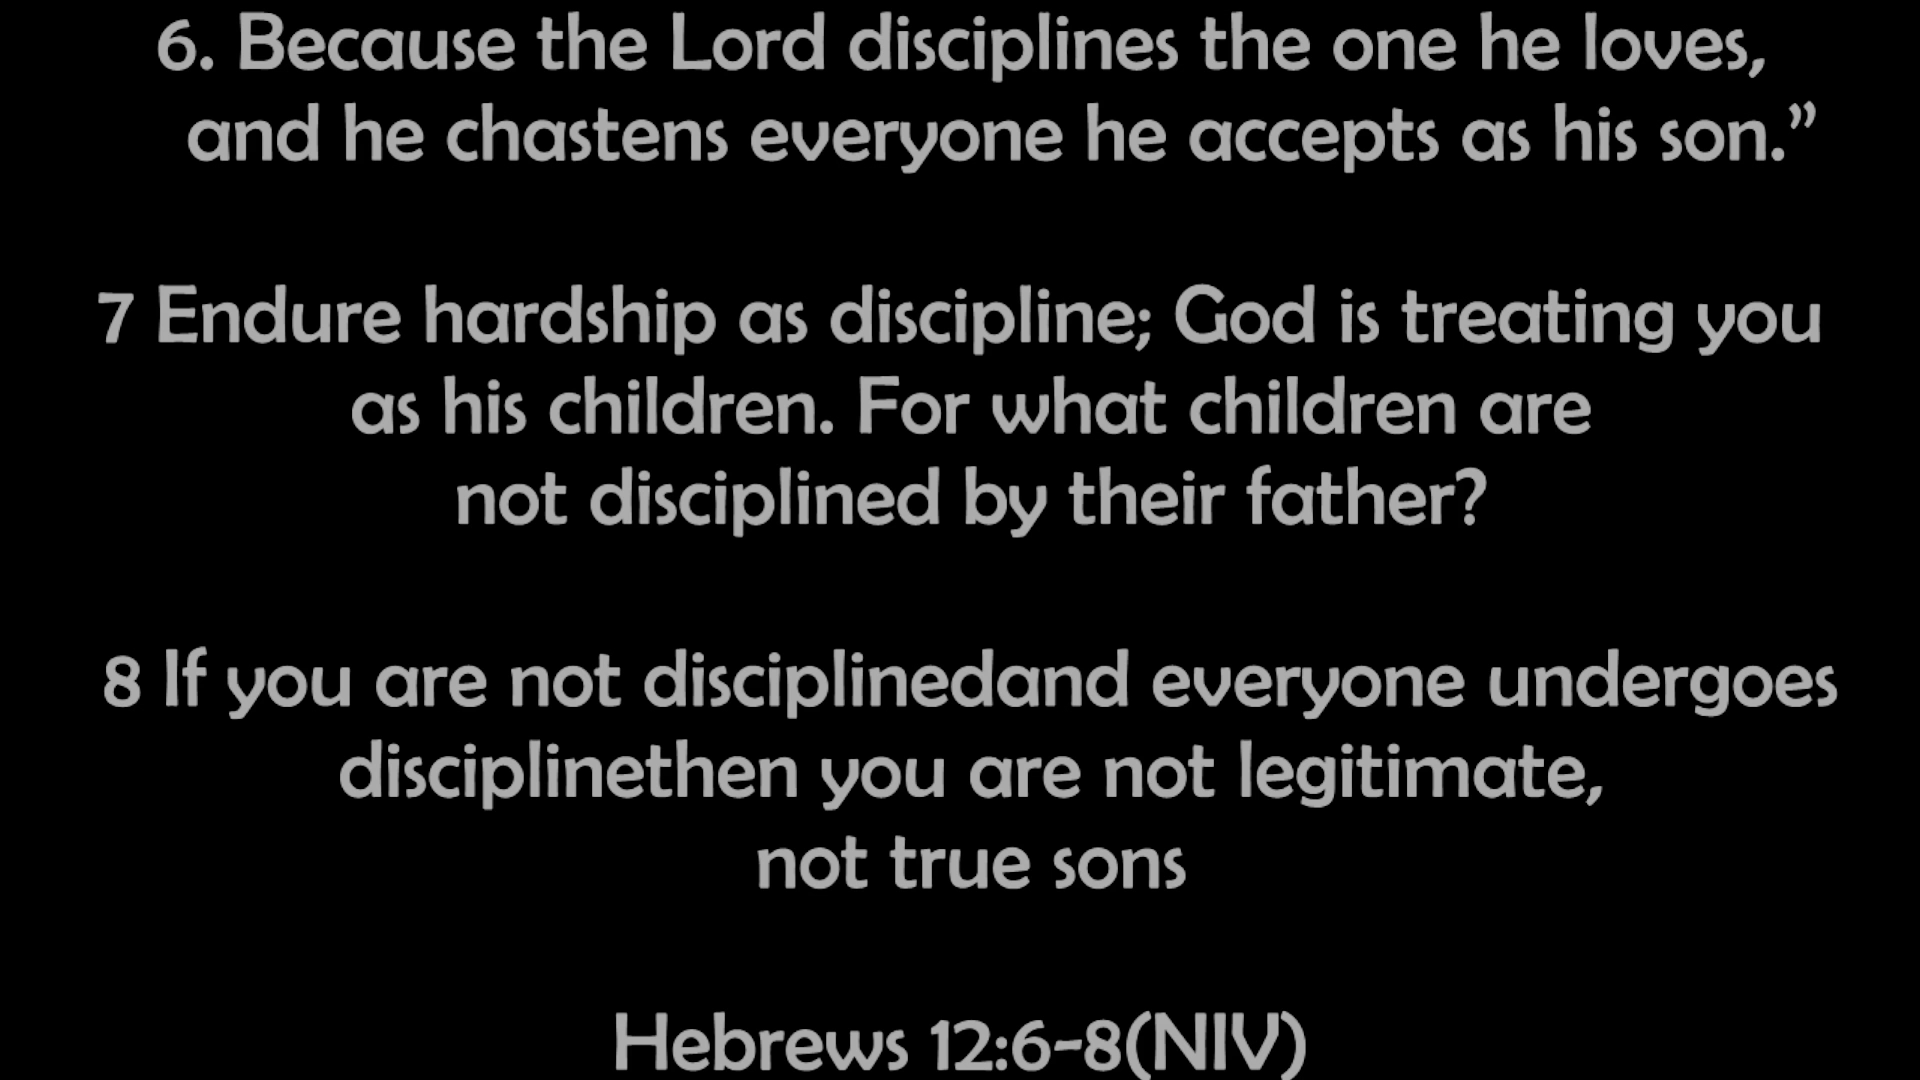 6. Because the Lord disciplines the one he loves,
and he chastens everyone he accepts as his son.”
7 Endure hardship as discipline; God is treating you
as his children. For what children are
not disciplined by their father?
8 If you are not disciplinedand everyone undergoes
disciplinethen you are not legitimate,
not true sons
Hebrews 12:6-8(NIV)